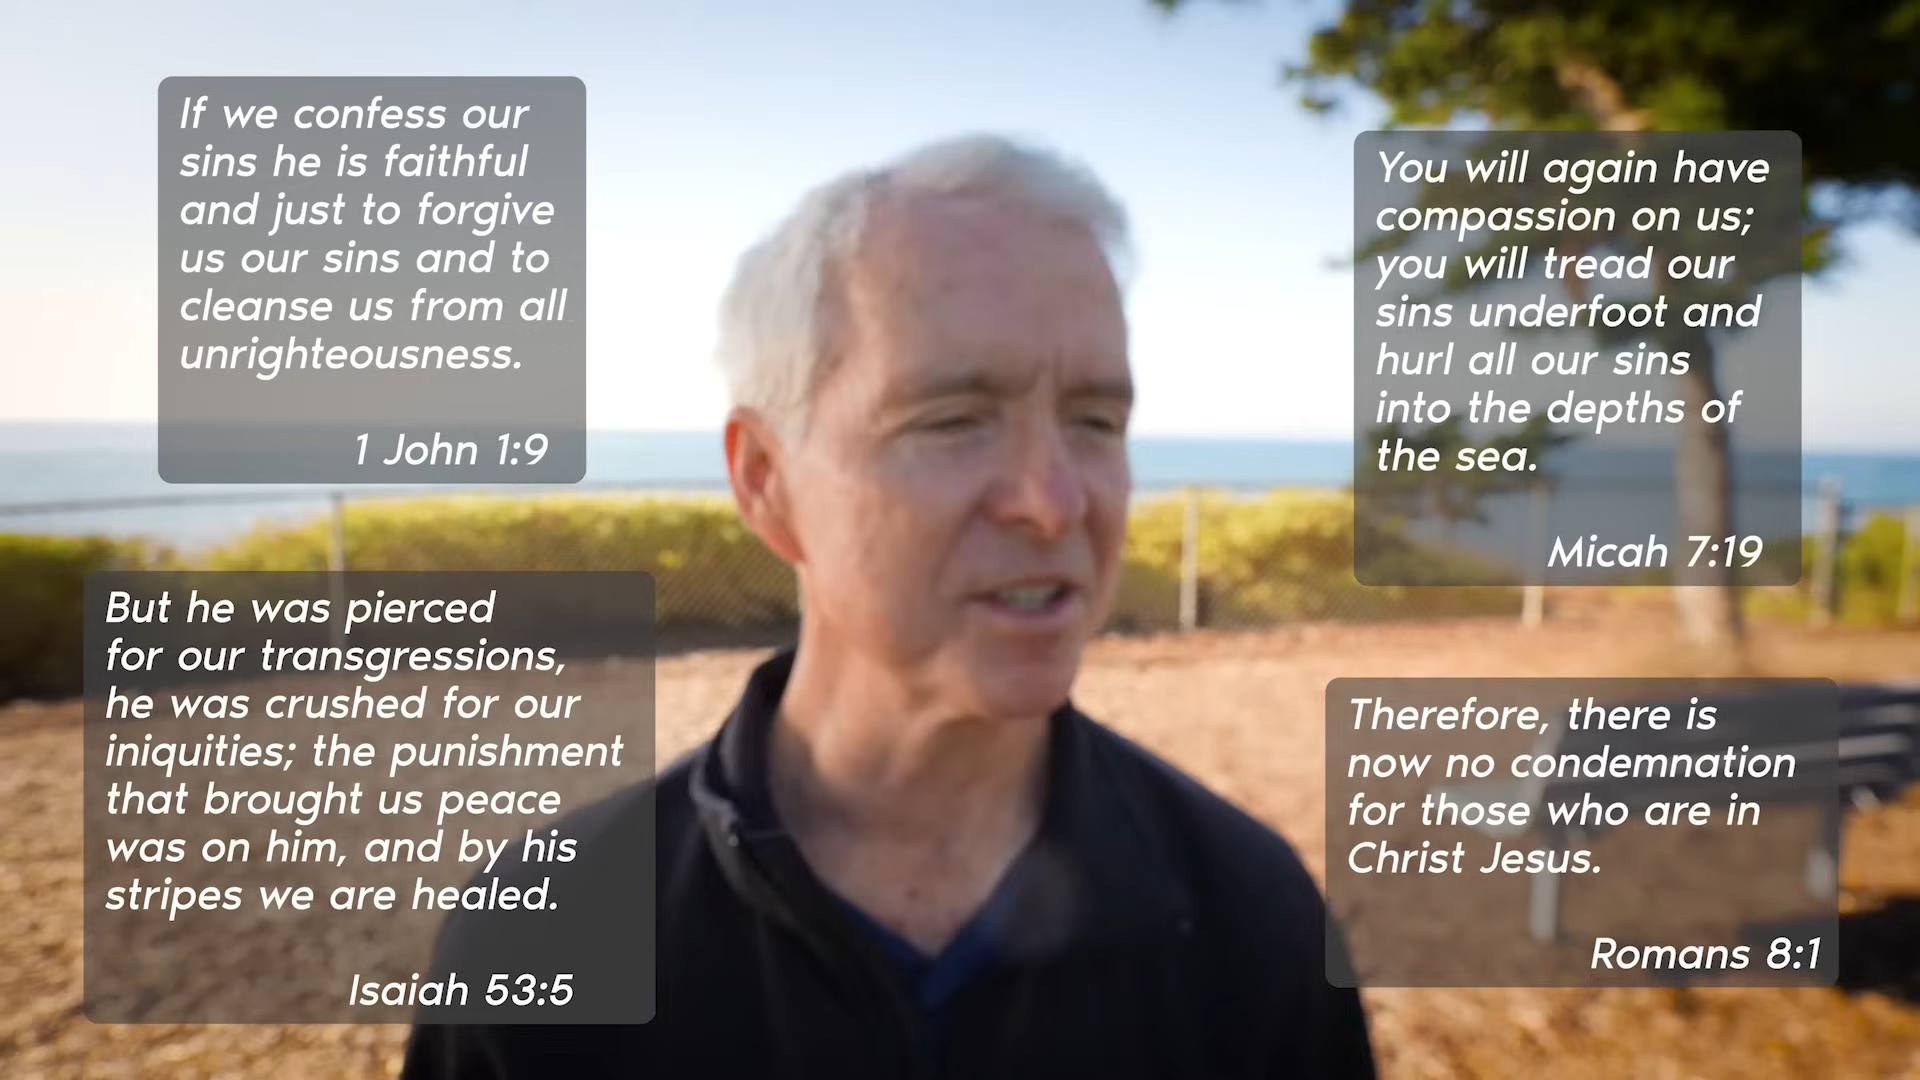 If we confess our
sins he is faithful
and just to forgive
us our sins and to
cleanse us from all
unrighteousness.
1 John 1:9
But he was pierced
for our transgressions,
he was crushed for our
iniquities; the punishment
that brought us peace
was on him, and by his
stripes we are healed.
Isaiah 53:5
You will again have
compassion on us;
you will tread our
sins underfoot and
hurl all our sins
into the depths of
the sea.
Micah 7:19
Therefore, there is
now no condemnation
for those who are in
Christ Jesus.
Romans 8:1